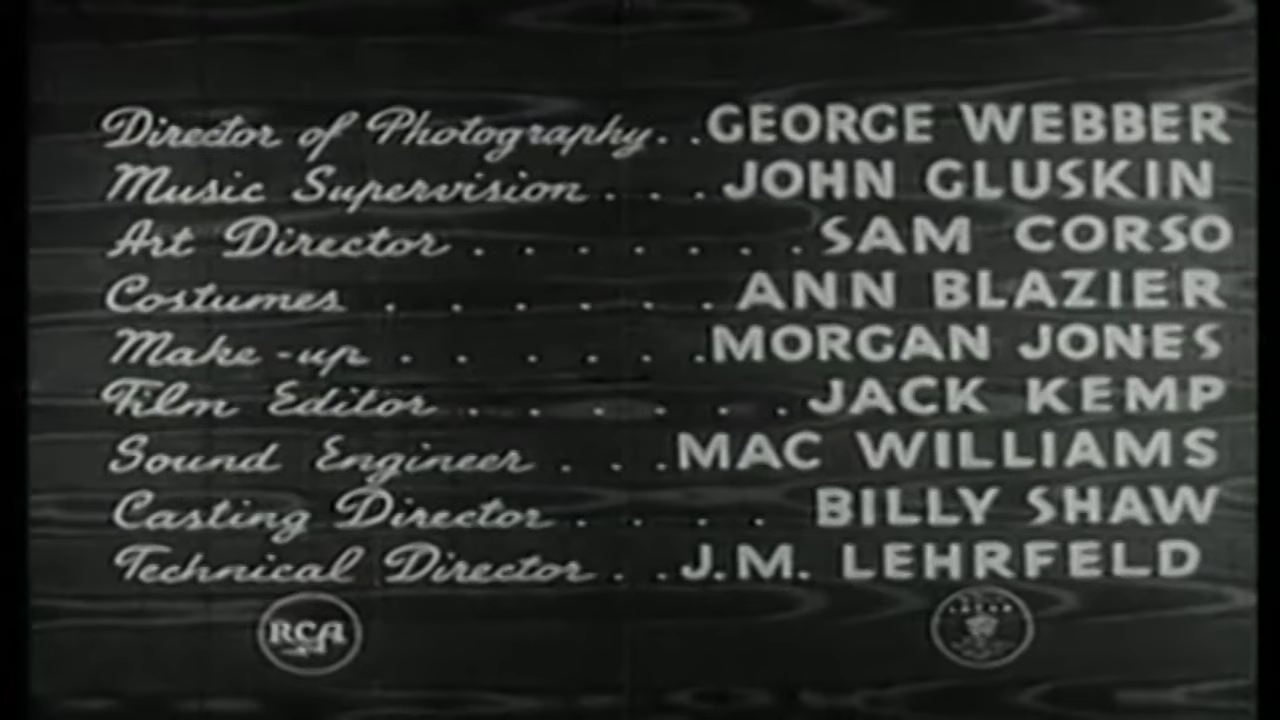 Director of Photography. . GEORGE WEBBER
Music Supervision . . . JOHN GLUSKIN
Art Director . . . . . . . SAM CORSO
Costumes . . . . . . ANN BLAZIER
Make-up . . . . . . MORGAN JONES
Film Editor . . . . . . JACK KEMP
Sound Engineer . . . MAC WILLIAMS
Casting Director . . . . BILLY SHAW
Technical Director . . J.M. LEHRFELD
RCA